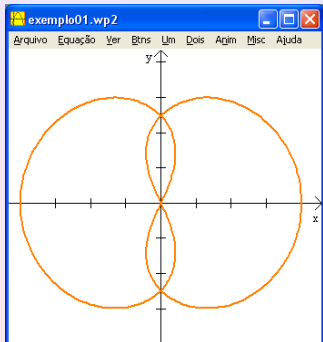 exemplo01.wp2
Arquivo Equação Ver Btns Um Dois Anim Misc Ajuda
y
x